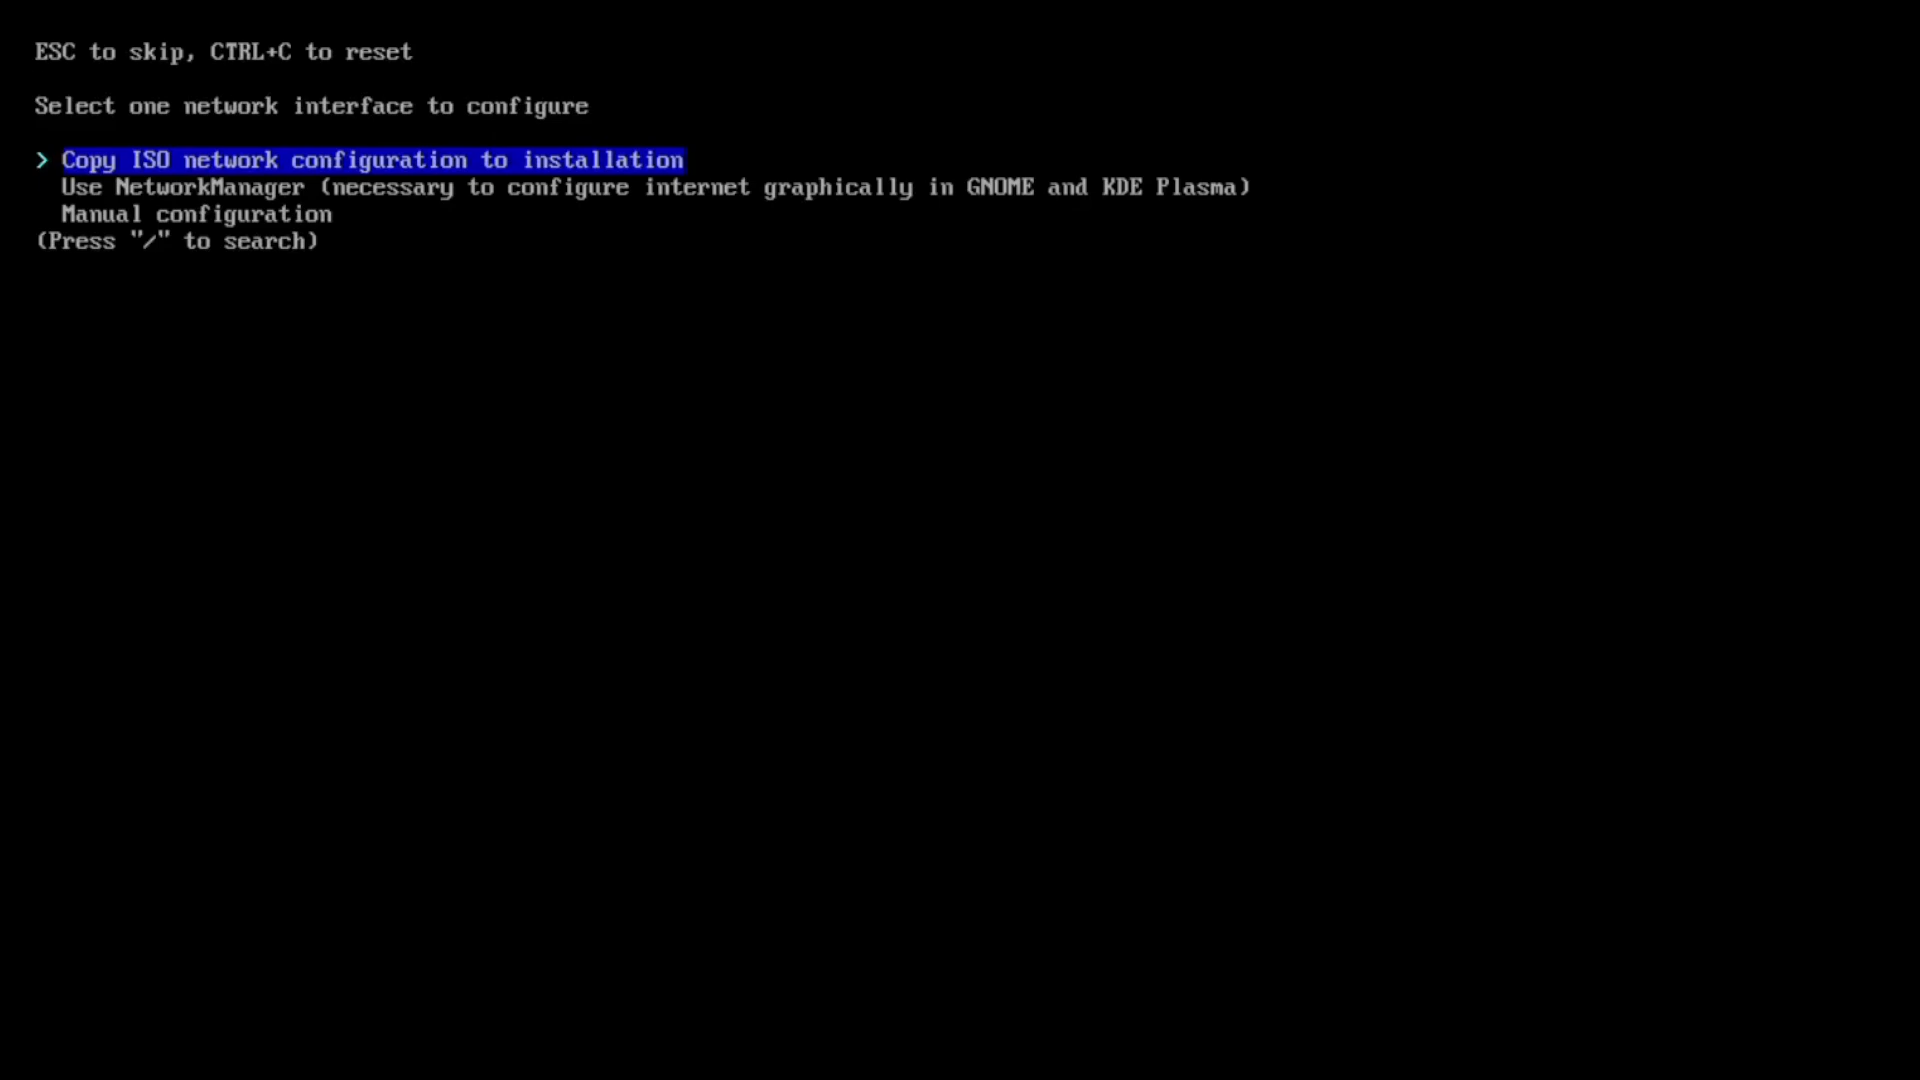 ESC to skip, CTRL+C to reset
Select one network interface to configure
> Copy ISO network configuration to installation
Use NetworkManager (necessary to configure internet graphically in GNOME and KDE Plasma)
Manual configuration
(Press "/" to search)